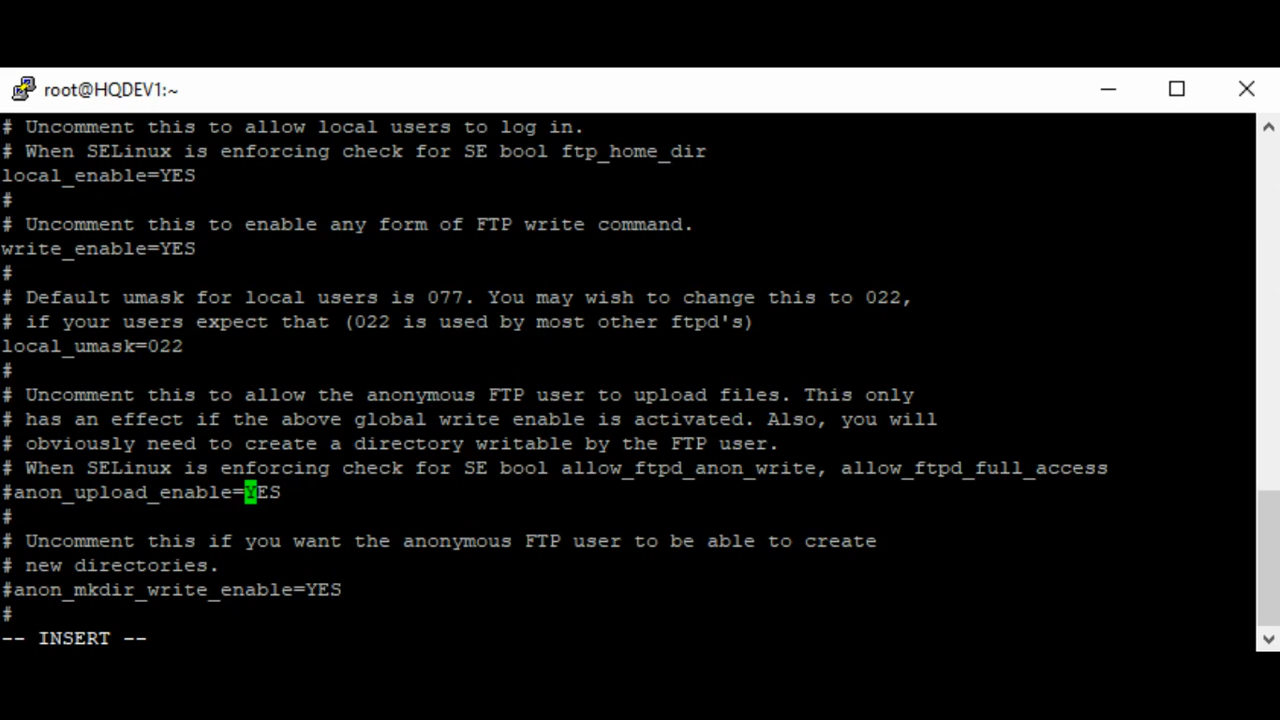 root@HQDEV1:~
# Uncomment this to allow local users to log in.
# When SELinux is enforcing check for SE bool ftp_home_dir
local_enable=YES
#
# Uncomment this to enable any form of FTP write command.
write_enable=YES
#
# Default umask for local users is 077. You may wish to change this to 022,
# if your users expect that (022 is used by most other ftpd's)
local_umask=022
#
# Uncomment this to allow the anonymous FTP user to upload files. This only
# has an effect if the above global write enable is activated. Also, you will
# obviously need to create a directory writable by the FTP user.
# When SELinux is enforcing check for SE bool allow_ftpd_anon_write, allow_ftpd_full_access
#anon_upload_enable=YES
#
# Uncomment this if you want the anonymous FTP user to be able to create
# new directories.
#anon_mkdir_write_enable=YES
#
-- INSERT --